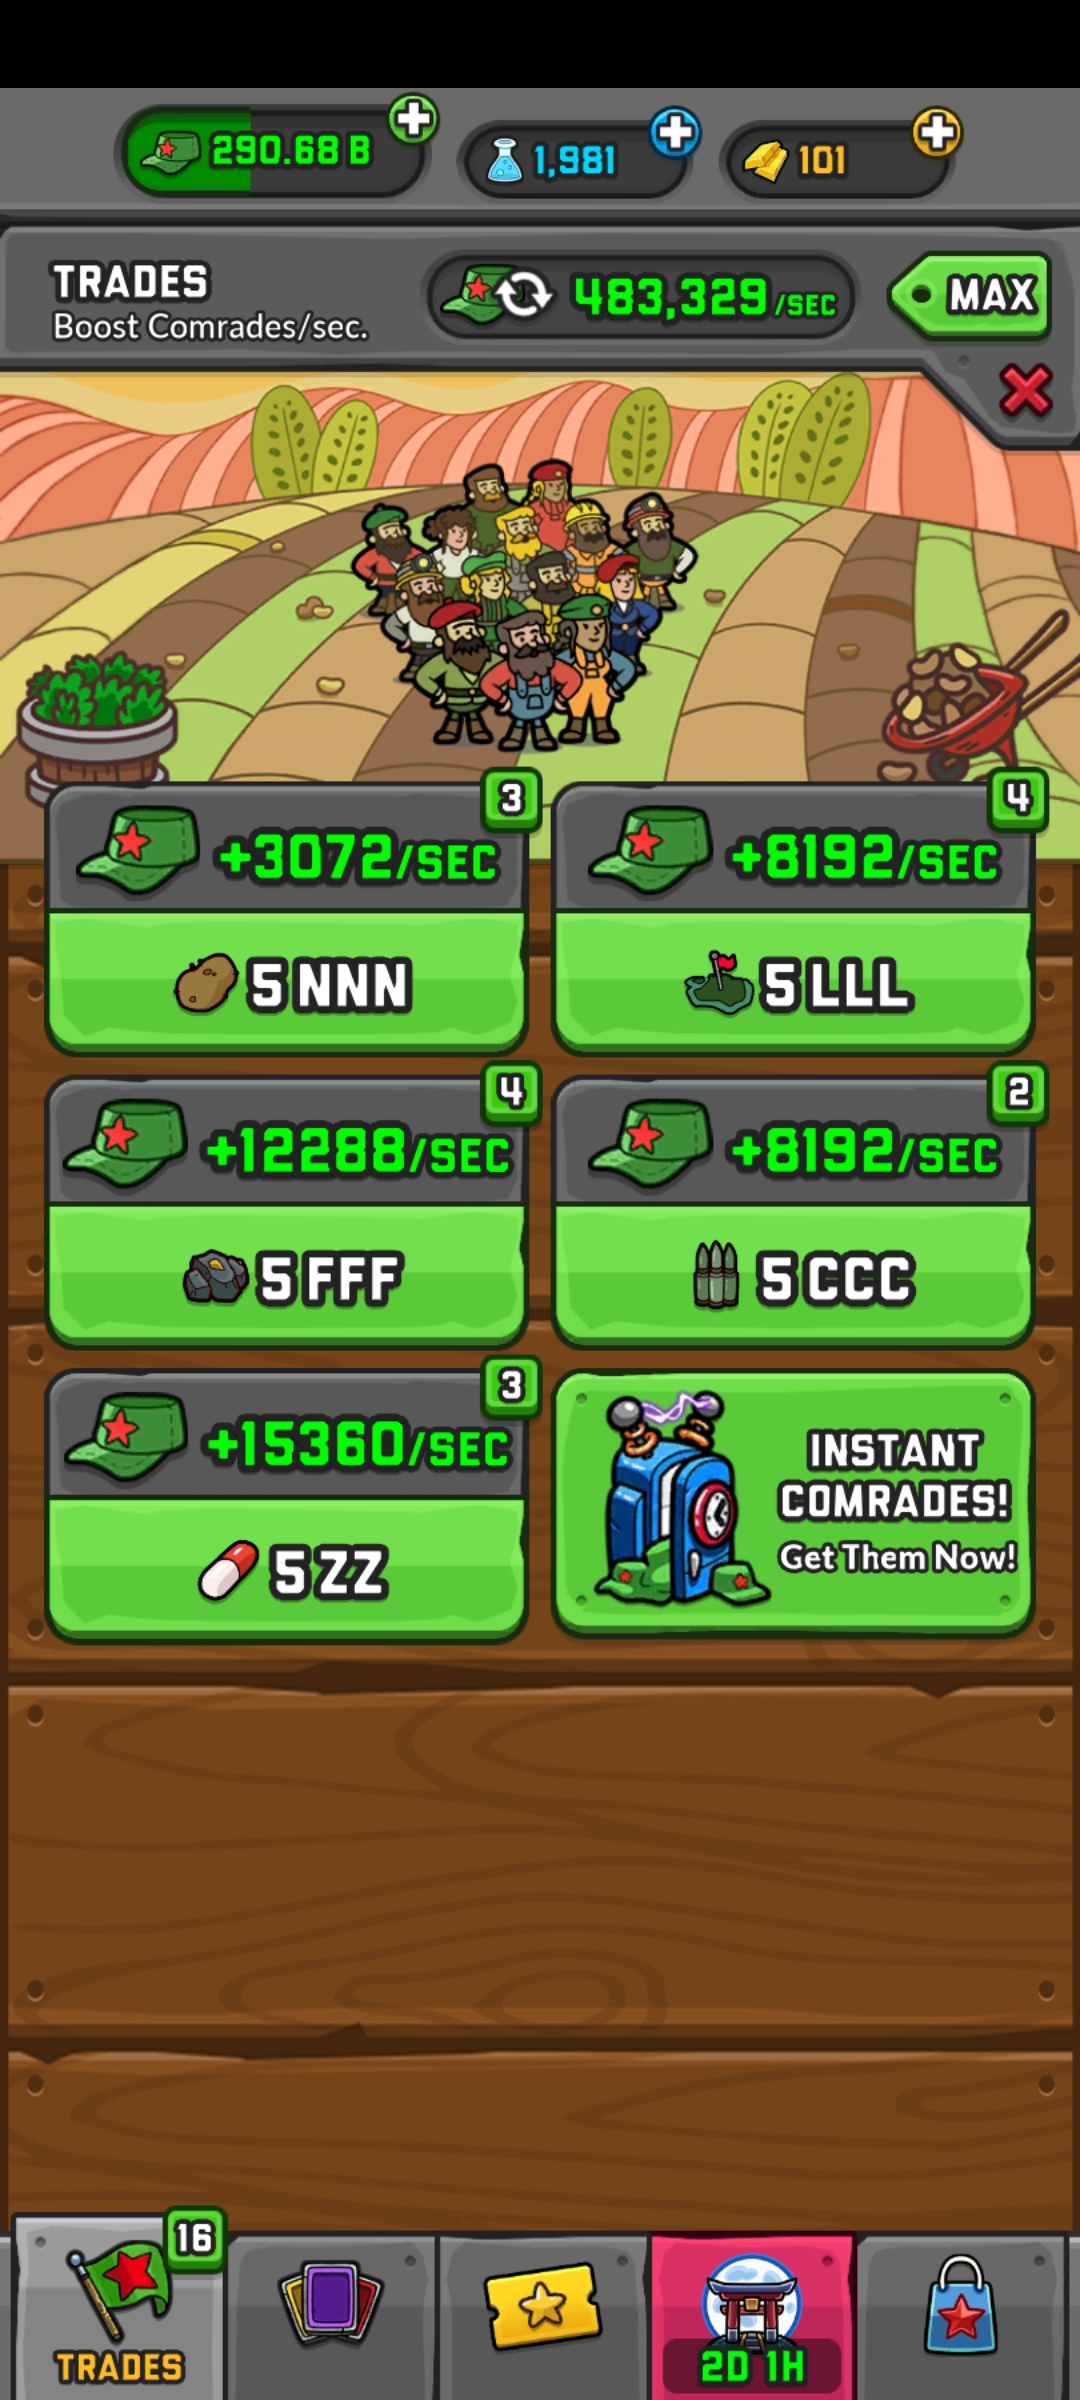 290.68 B
1,981
101
TRADES
Boost Comrades/sec.
483,329/SEC
MAX
3
+3072/SEC
5 NNN
4
+8192/SEC
5 LLL
4
+12288/SEC
5 FFF
2
+8192/SEC
5 CCC
3
+15360/SEC
5 ZZ
INSTANT
COMRADES!
Get Them Now!
16
TRADES
2D 1H